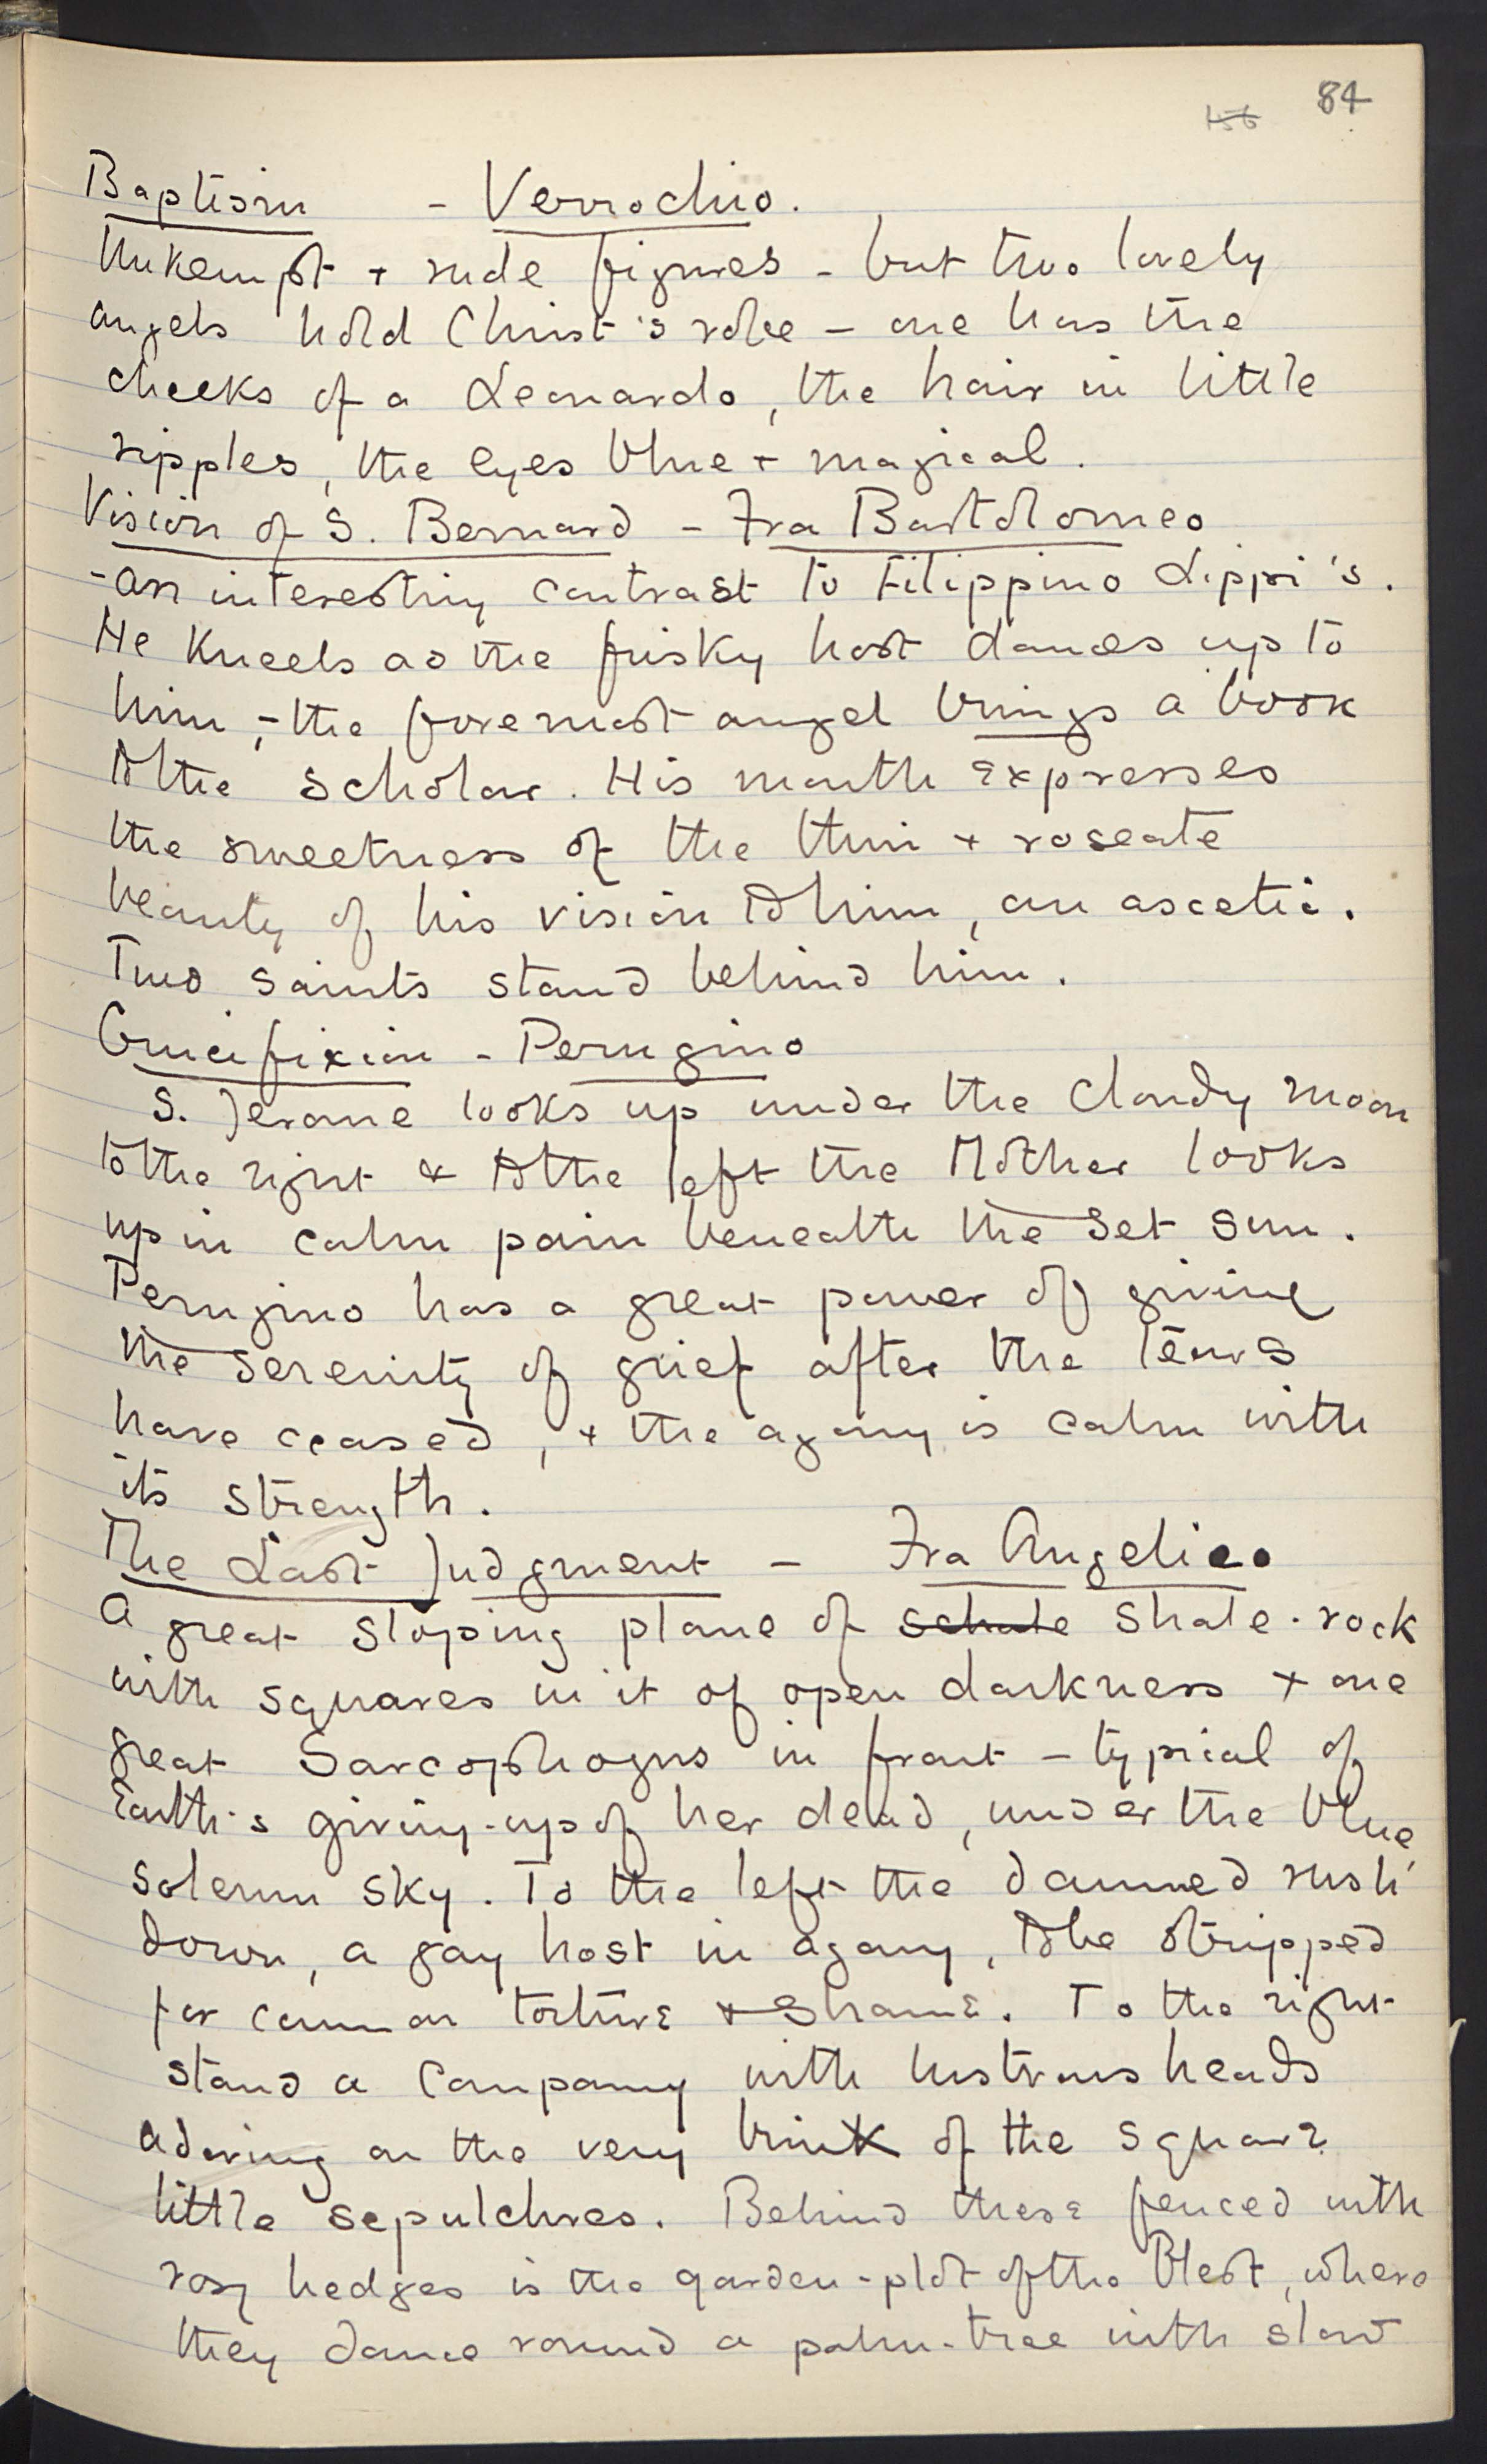 84
156
Baptism - Verrochio.
Unkempt + rude figures - but two lovely
angels hold Christ's robe - one has the
cheeks of a Leonardo, the hair in little
ripples, the eyes blue + magical.
Vision of S. Bernard - Fra Bartolomeo
- an interesting contrast to Filippino Lippi's.
He kneels as the frisky host dances up to
him, - the foremost angel brings a book
to the scholar. His mouth expresses
the sweetness of the thin + roseate
beauty of his vision to him, an ascetic.
Two saints stand behind him.
Crucifixion - Perugino
S. Jerome looks up under the cloudy moon
to the right & to the left the Mother looks
up in calm pain beneath the set sun.
Perugino has a great power of giving
the serenity of grief after the tears
have ceased, + the agony is calm with
its strength.
The Last Judgment - Fra Angelico
A great sloping plane of schale shale-rock
with squares in it of open darkness + one
great Sarcophogus in front - typical of
Earth's giving-up of her dead, under the blue,
solemn sky. To the left the damned rush
down, a gay host in agony, to be stripped
for common torture + shame. To the right
stand a company with lustrous heads
adoring on the very brink of the square
little sepulchres. Behind these fenced with
rosy hedges is the garden-plot of the Blest, where
they dance round a palm-tree with slow